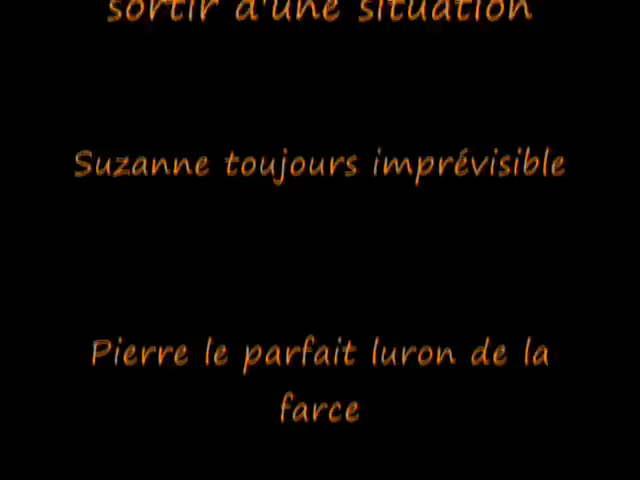 sortir d'une situation
Suzanne toujours imprévisible
Pierre le parfait luron de la
farce